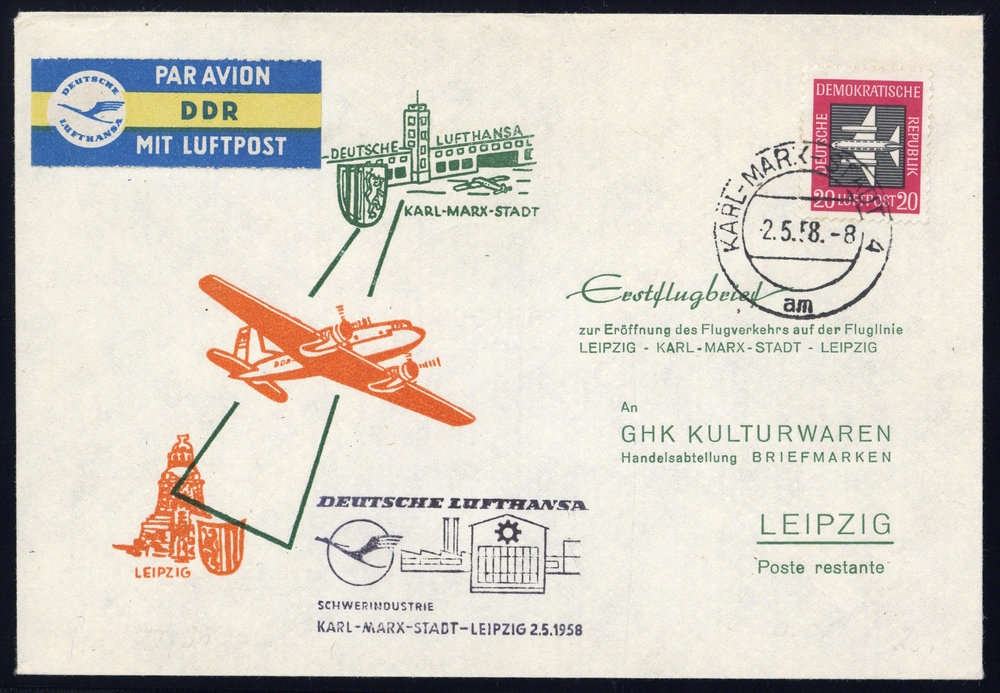 DEUTSCHE
LUFTHANSA
PAR AVION
DDR
MIT LUFTPOST
DEUTSCHE LUFTHANSA
KARL-MARX-STADT
DEMOKRATISCHE
DEUTSCHE
REPUBLIK
20 LUFTPOST 20
KARL-MARX-STADT 4
-2.5.58.-8
am
Erstflugbrief
zur Eröffnung des Flugverkehrs auf der Fluglinie
LEIPZIG - KARL-MARX-STADT - LEIPZIG
DDR
An
GHK KULTURWAREN
Handelsabteilung BRIEFMARKEN
LEIPZIG
Poste restante
LEIPZIG
DEUTSCHE LUFTHANSA
SCHWERINDUSTRIE
KARL-MARX-STADT-LEIPZIG 2.5.1958